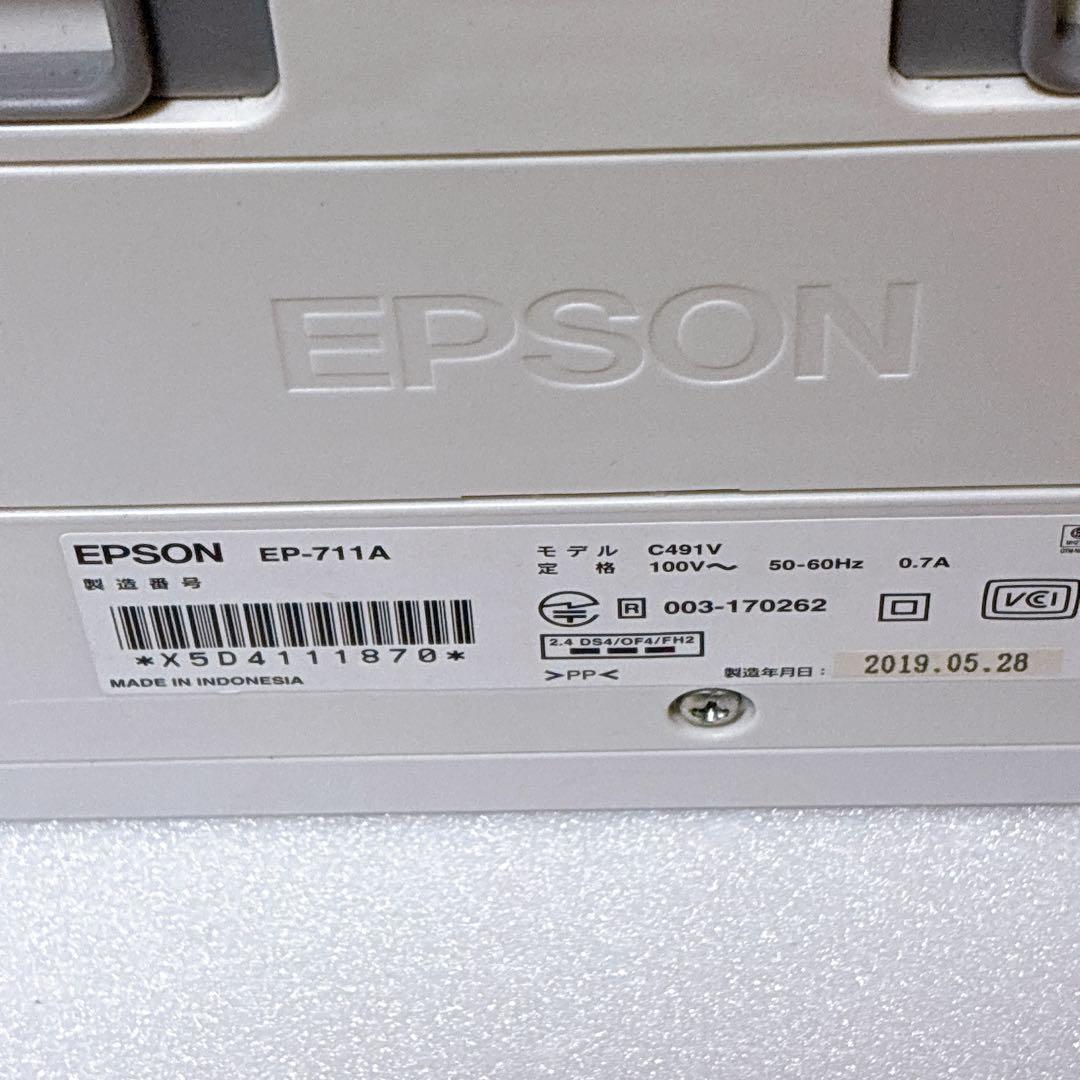 EPSON
EPSON EP-711A
製造番号
*X5D4111870*
MADE IN INDONESIA
モデル C491V
定格 100V～ 50-60Hz 0.7A
R 003-170262
VCI
2.4 DS4/OF4/FH2
>PP<
製造年月日： 2019.05.28